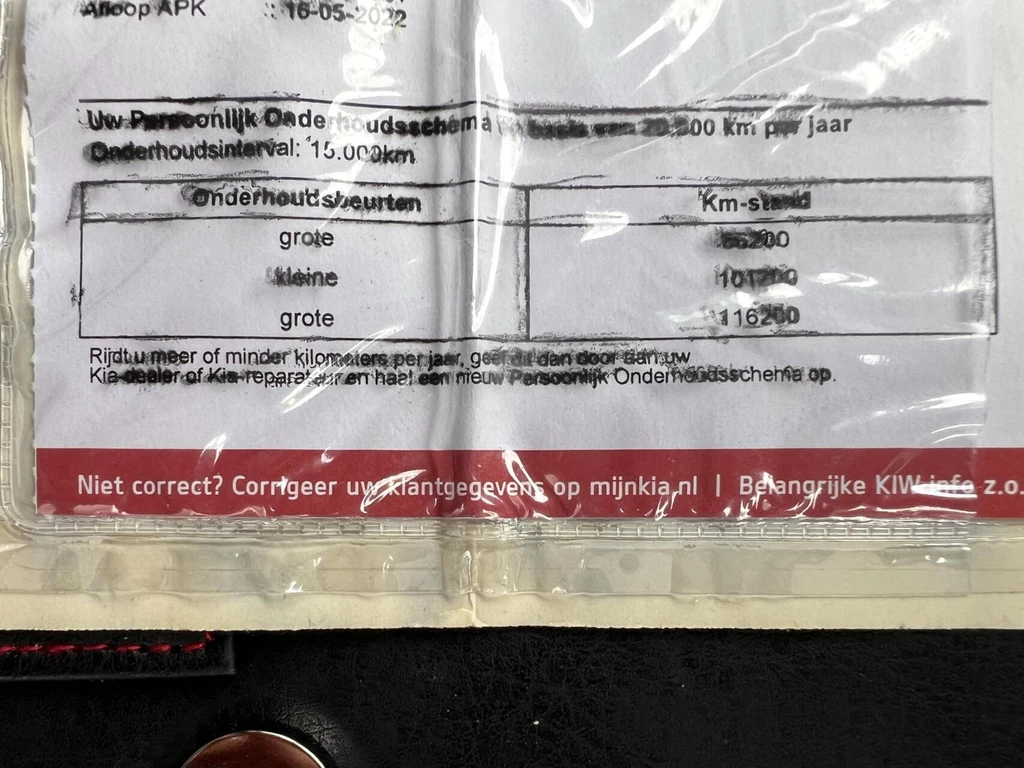 Afloop APK : 16-05-2022
Uw Persoonlijk Onderhoudsschema op basis van 20.000 km per jaar
Onderhoudsinterval: 15.000km
Onderhoudsbeurten Km-stand
grote 86200
kleine 101200
grote 116200
Rijdt u meer of minder kilometers per jaar, geef dit dan door aan uw
Kia-dealer of Kia-reparateur en haal een nieuw Persoonlijk Onderhoudsschema op.
Niet correct? Corrigeer uw klantgegevens op mijnkia.nl | Belangrijke KIW info z.o.